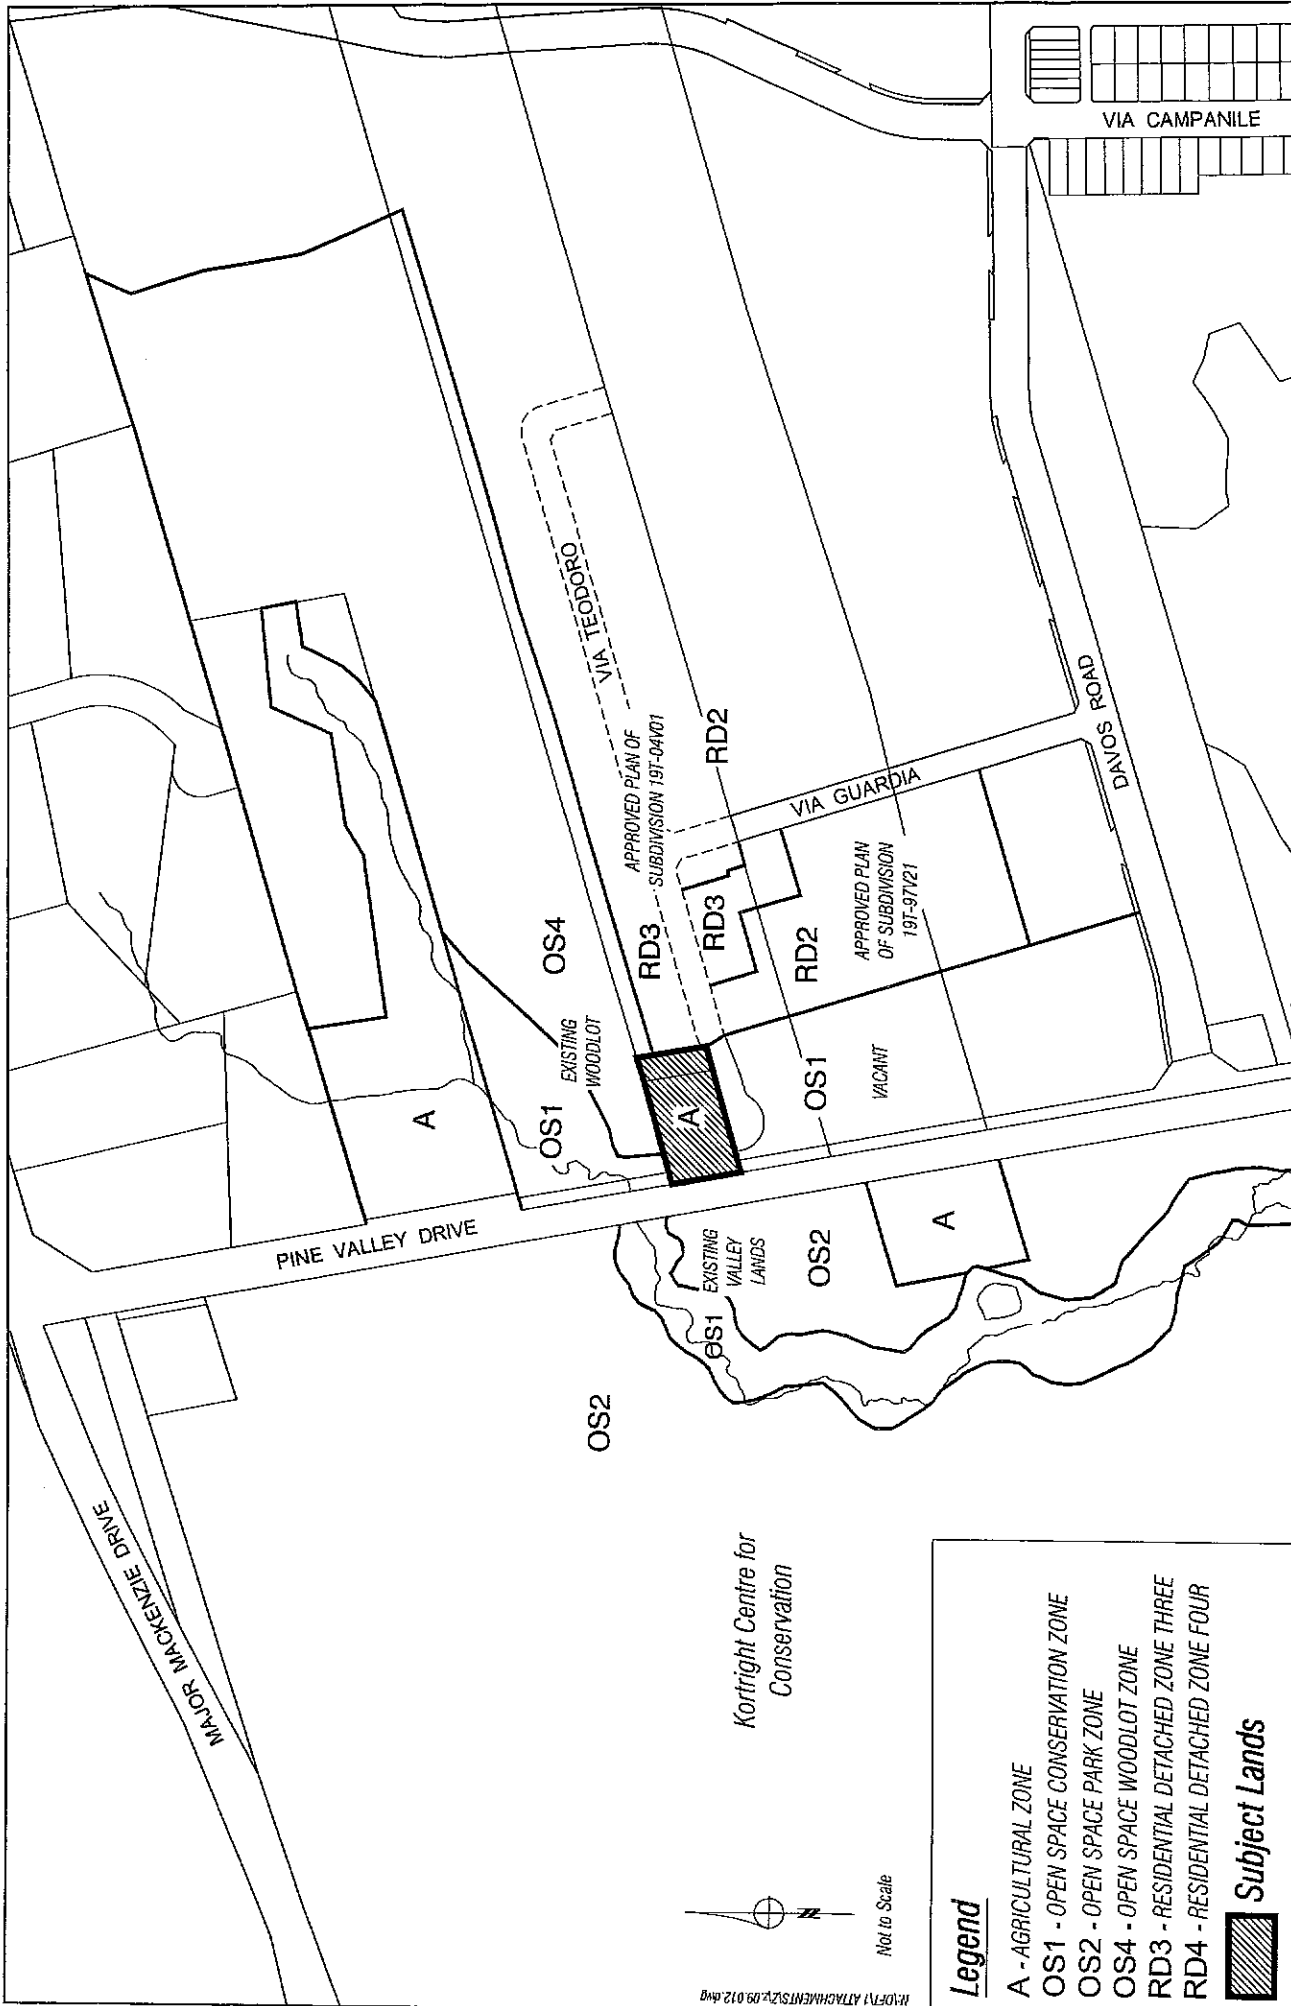 MAJOR MACKENZIE DRIVE
PINE VALLEY DRIVE
VIA CAMPANILE
VIA TEODORO
VIA GUARDIA
DAVOS ROAD
A
OS1
EXISTING
WOODLOT
OS4
APPROVED PLAN OF
SUBDIVISION 19T-04V01
RD3
RD3
RD2
RD2
APPROVED PLAN
OF SUBDIVISION
19T-97V21
A
OS1
VACANT
EXISTING
VALLEY
LANDS
OS2
A
OS1
OS2
Kortright Centre for
Conservation
Not to Scale
Legend
A - AGRICULTURAL ZONE
OS1 - OPEN SPACE CONSERVATION ZONE
OS2 - OPEN SPACE PARK ZONE
OS4 - OPEN SPACE WOODLOT ZONE
RD3 - RESIDENTIAL DETACHED ZONE THREE
RD4 - RESIDENTIAL DETACHED ZONE FOUR
Subject Lands